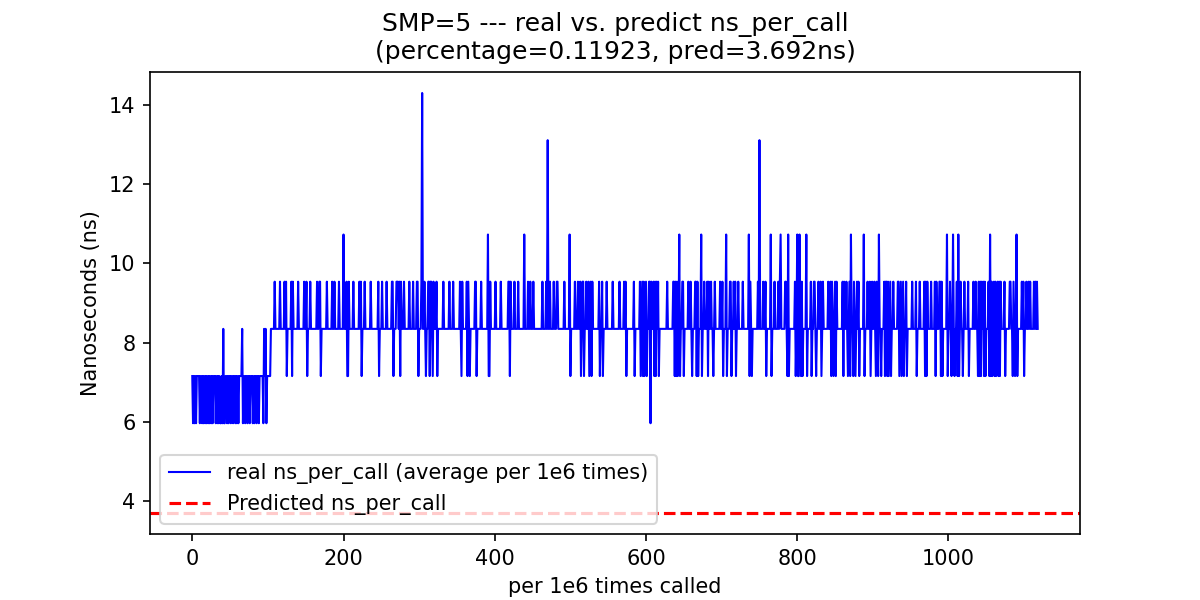 SMP=5 --- real vs. predict ns_per_call
(percentage=0.11923, pred=3.692ns)
Nanoseconds (ns)
14
12
10
8
6
4
real ns_per_call (average per 1e6 times)
Predicted ns_per_call
0 200 400 600 800 1000
per 1e6 times called